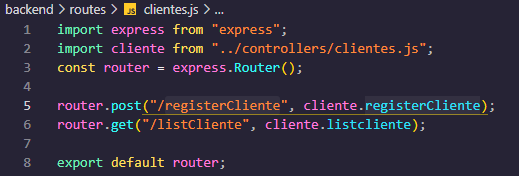 backend > routes > JS clientes.js > ...
1 import express from "express";
2 import cliente from "../controllers/clientes.js";
3 const router = express.Router();
4
5 router.post("/registerCliente", cliente.registerCliente);
6 router.get("/listCliente", cliente.listcliente);
7
8 export default router;